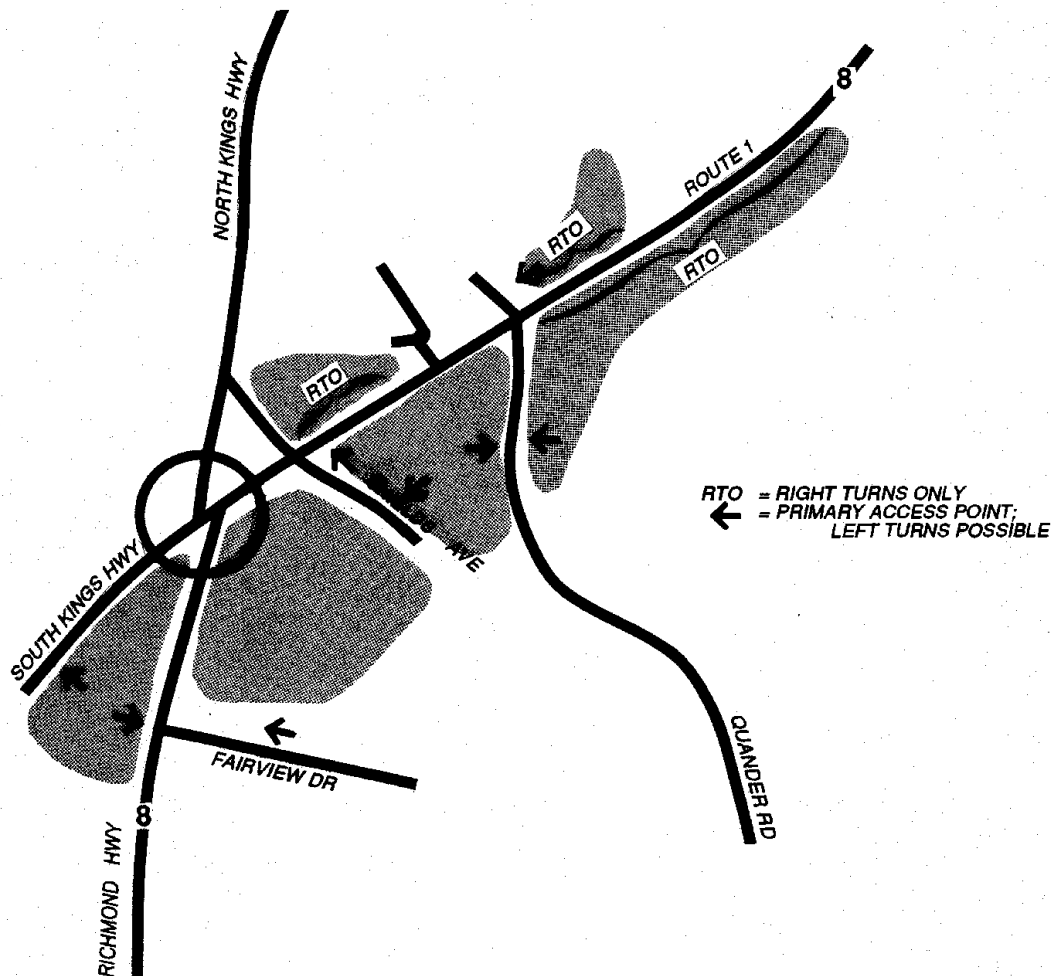 NORTH KINGS HWY
8
ROUTE 1
RTO
RTO
RTO
AVE
RTO = RIGHT TURNS ONLY
= PRIMARY ACCESS POINT;
LEFT TURNS POSSIBLE
SOUTH KINGS HWY
FAIRVIEW DR
QUANDER RD
8
RICHMOND HWY